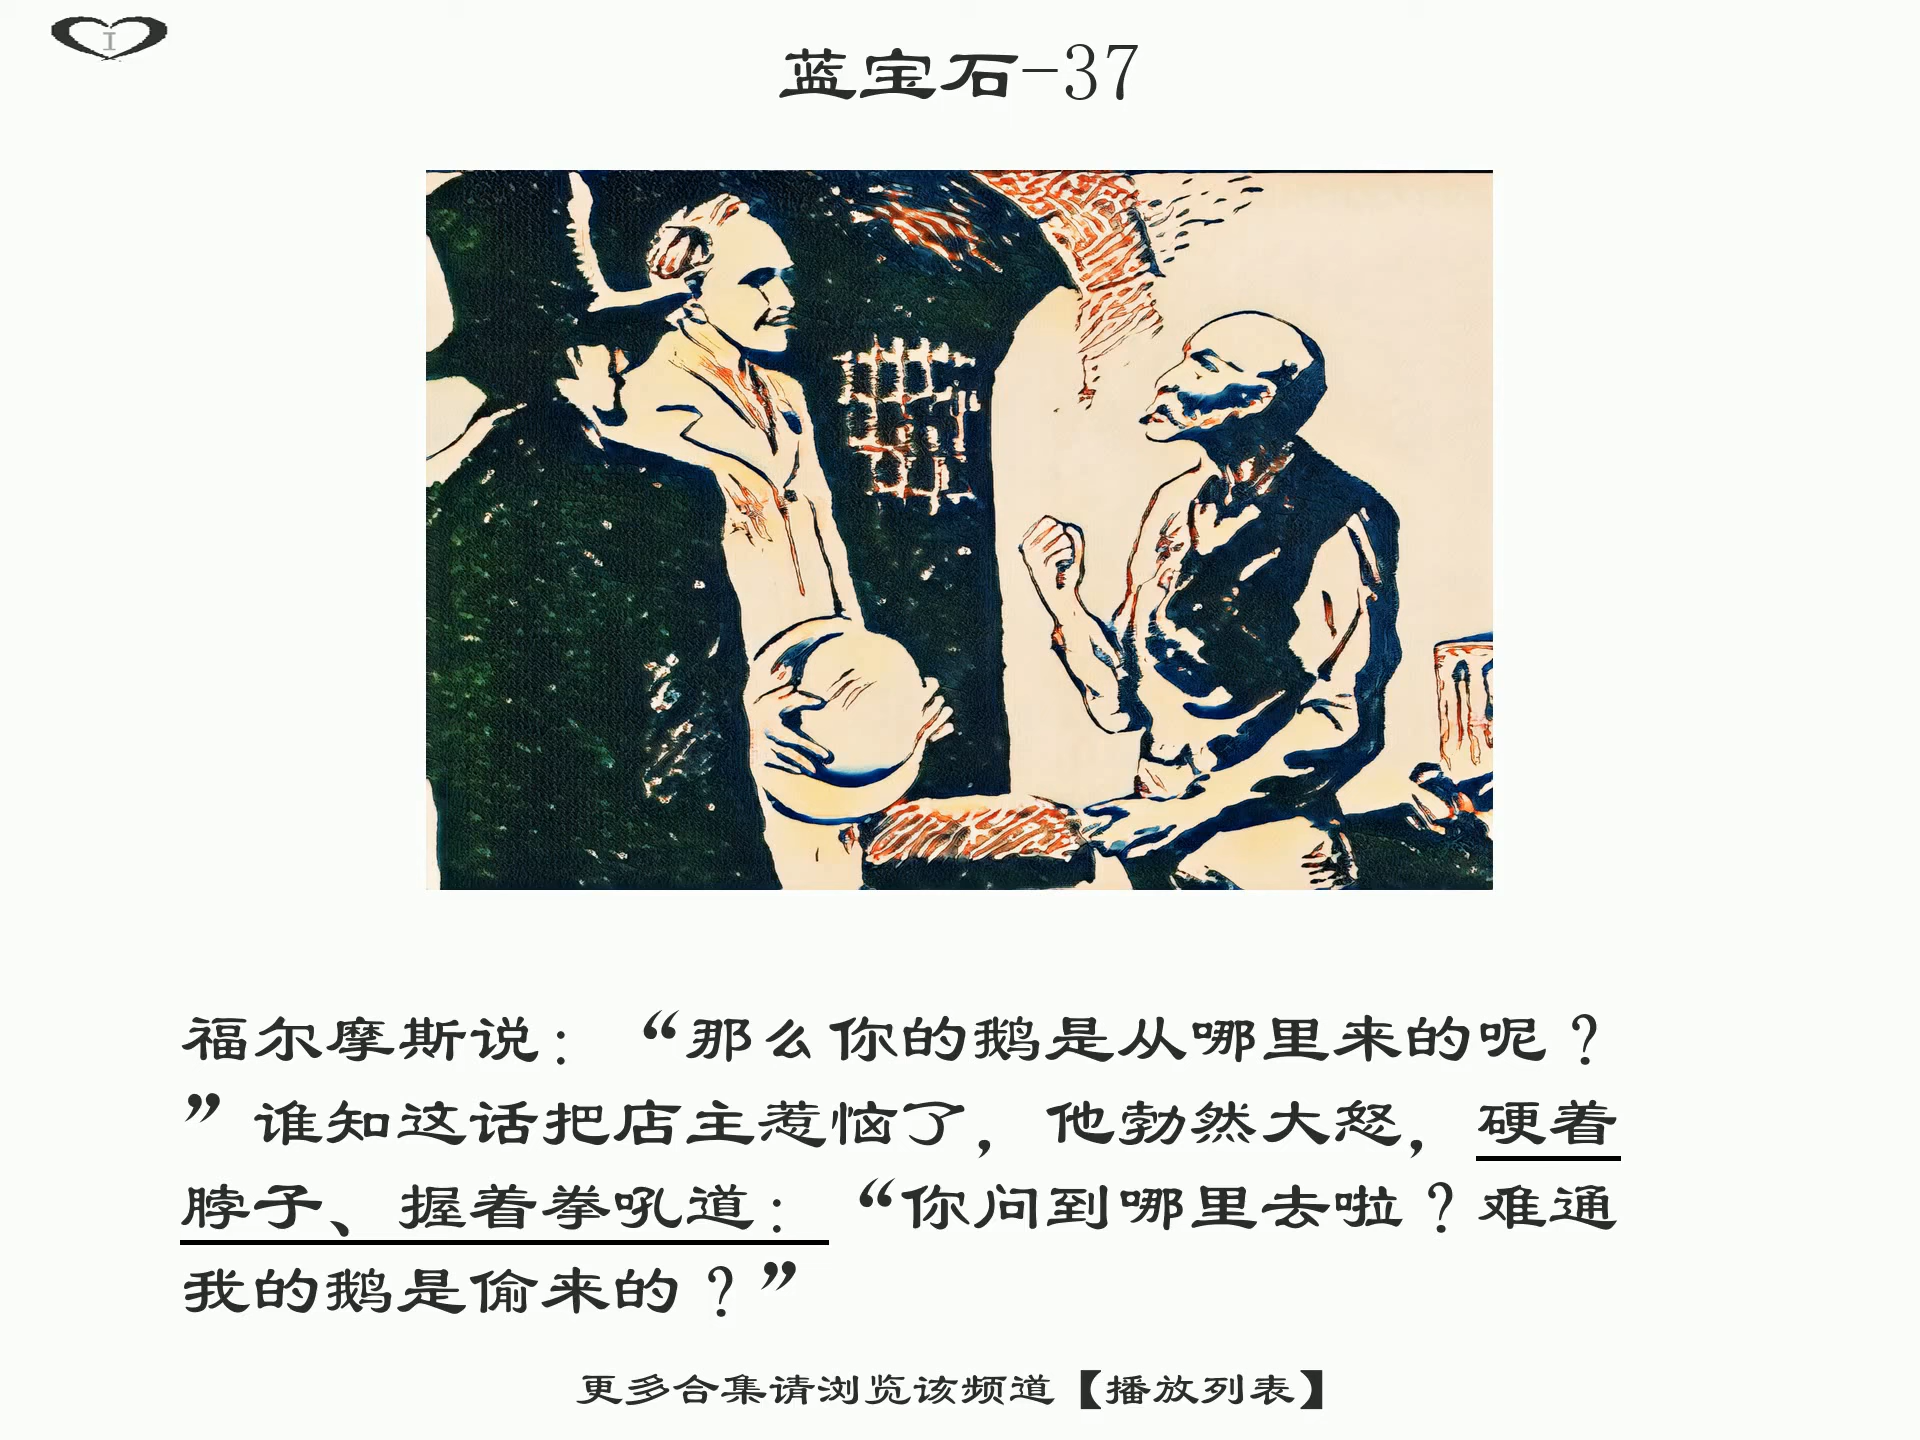 I
蓝宝石-37
福尔摩斯说：“那么你的鹅是从哪里来的呢？
”谁知这话把店主惹恼了，他勃然大怒，硬着
脖子、握着拳吼道：“你问到哪里去啦？难通
我的鹅是偷来的？”
更多合集请浏览该频道【播放列表】